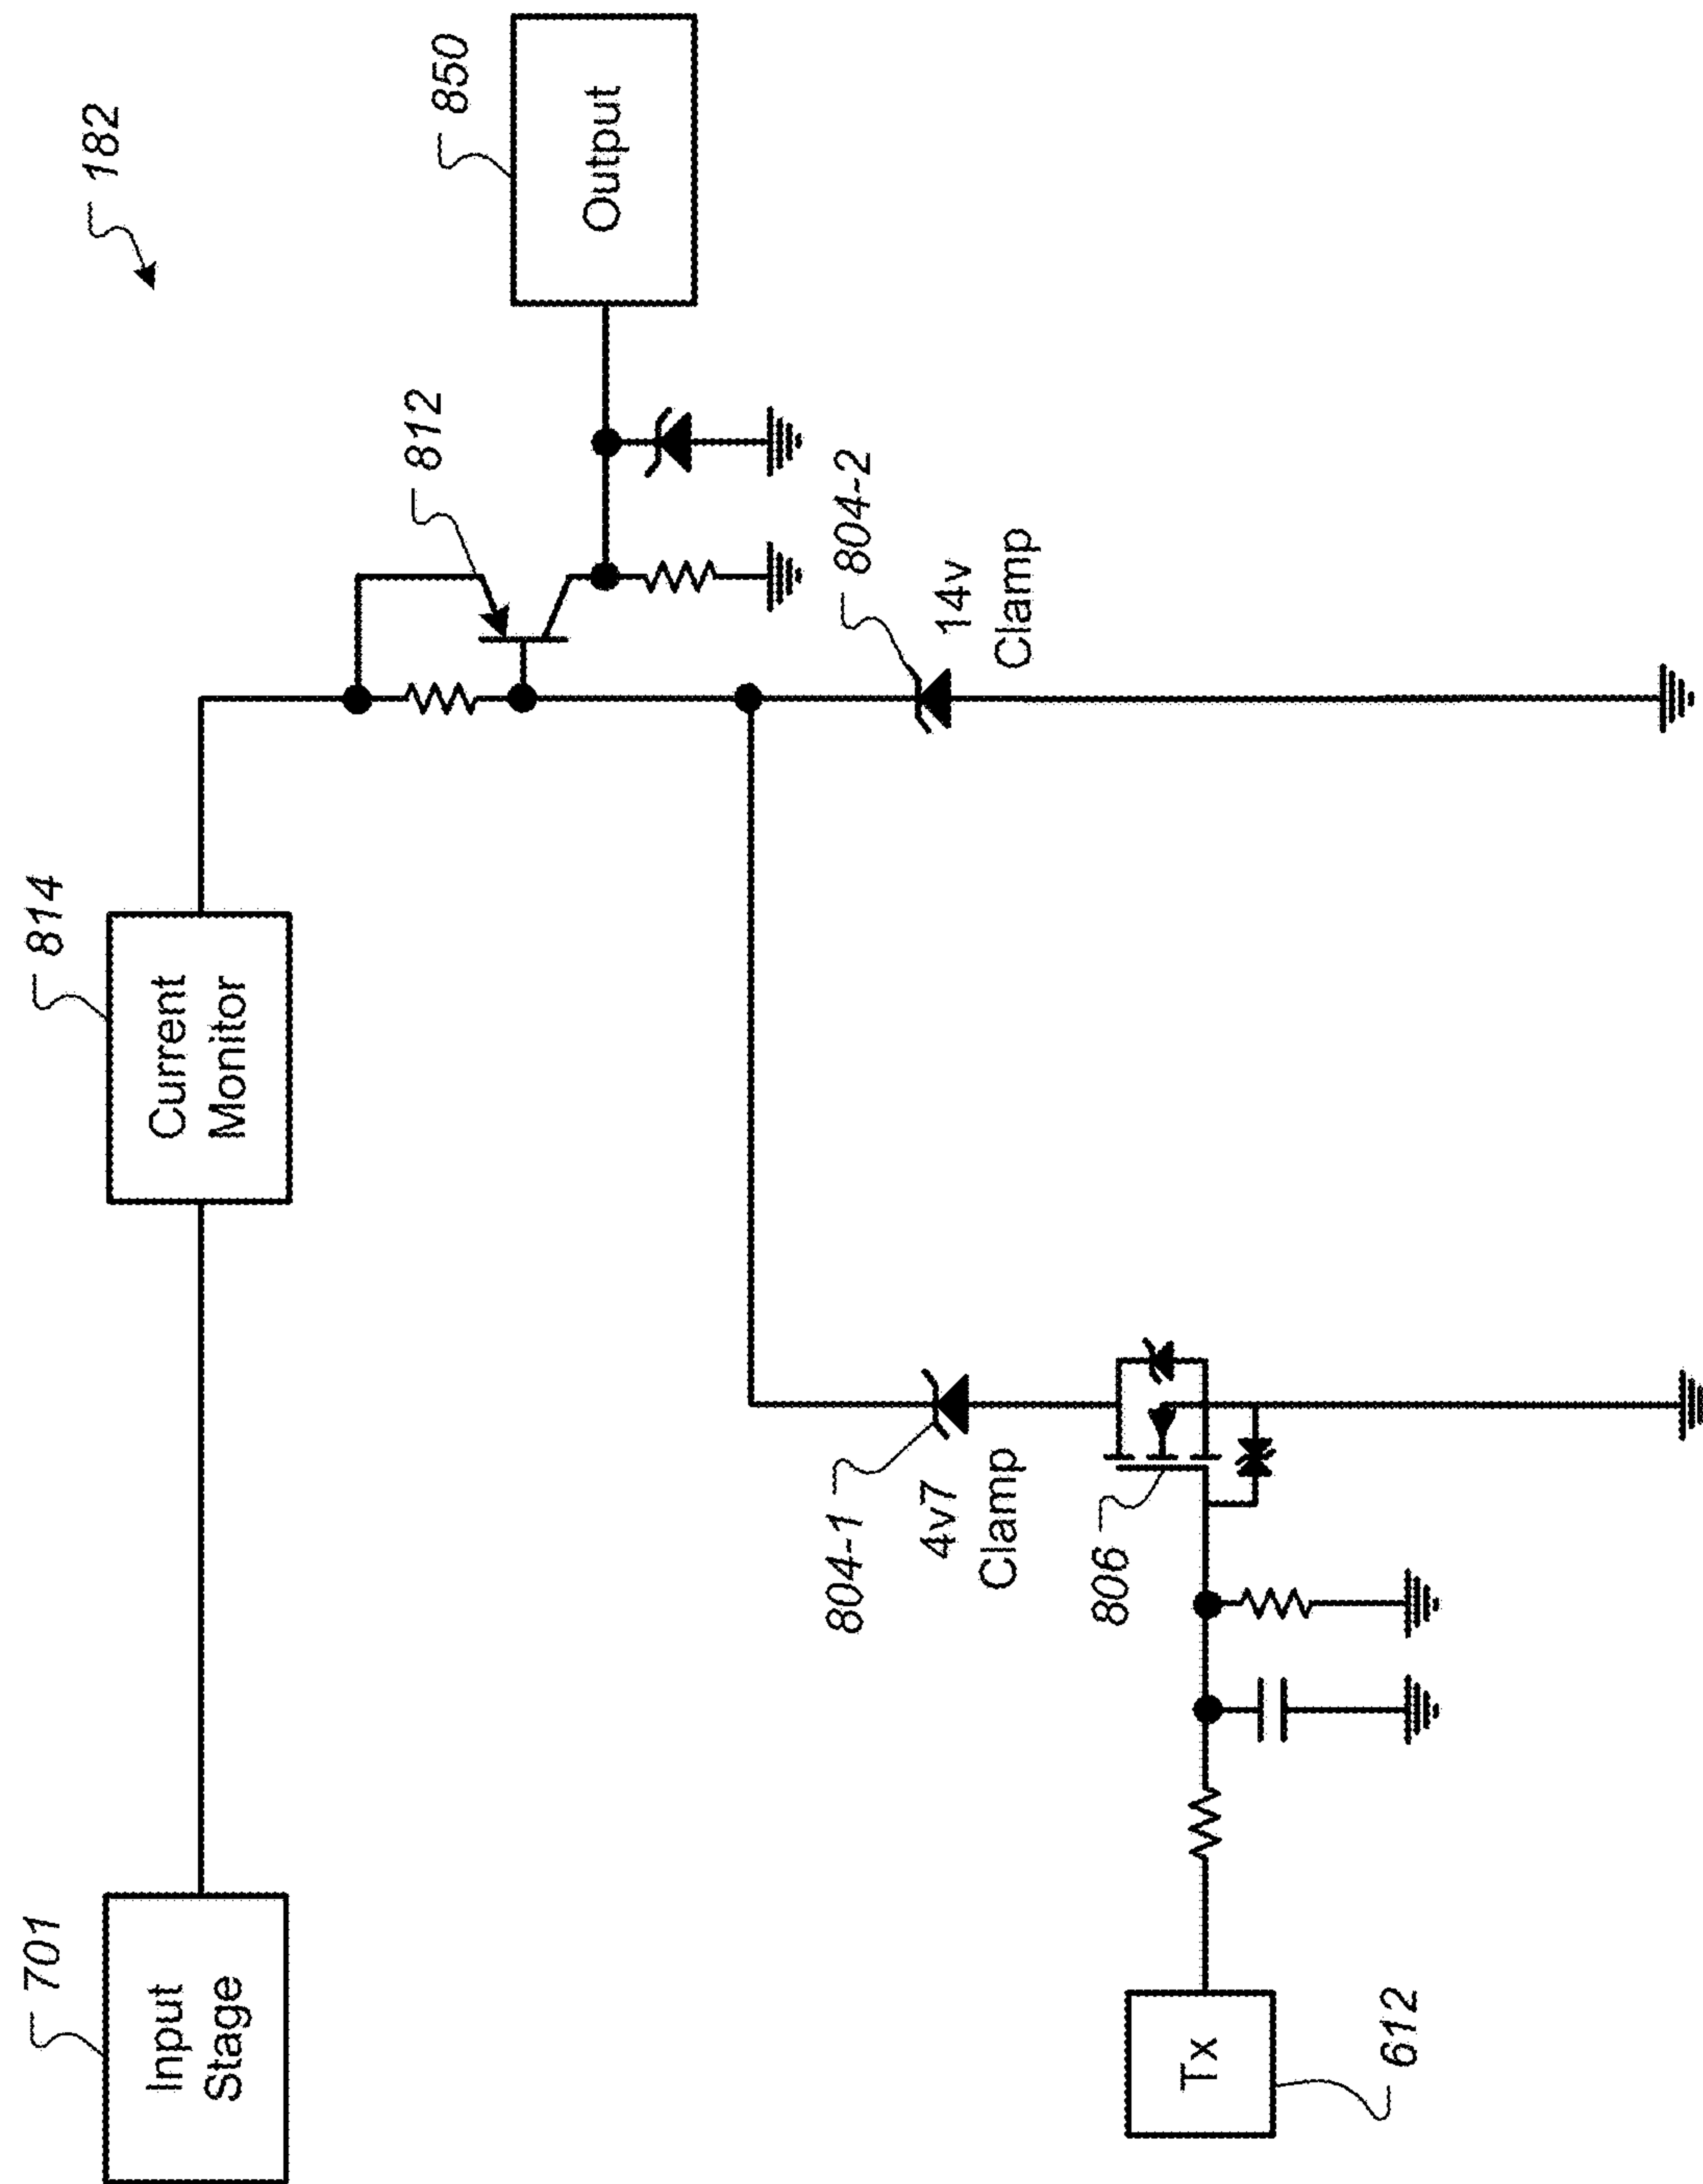 182
701
Input
Stage
814
Current
Monitor
812
850
Output
804-1
4v7
Clamp
804-2
14v
Clamp
806
Tx
612